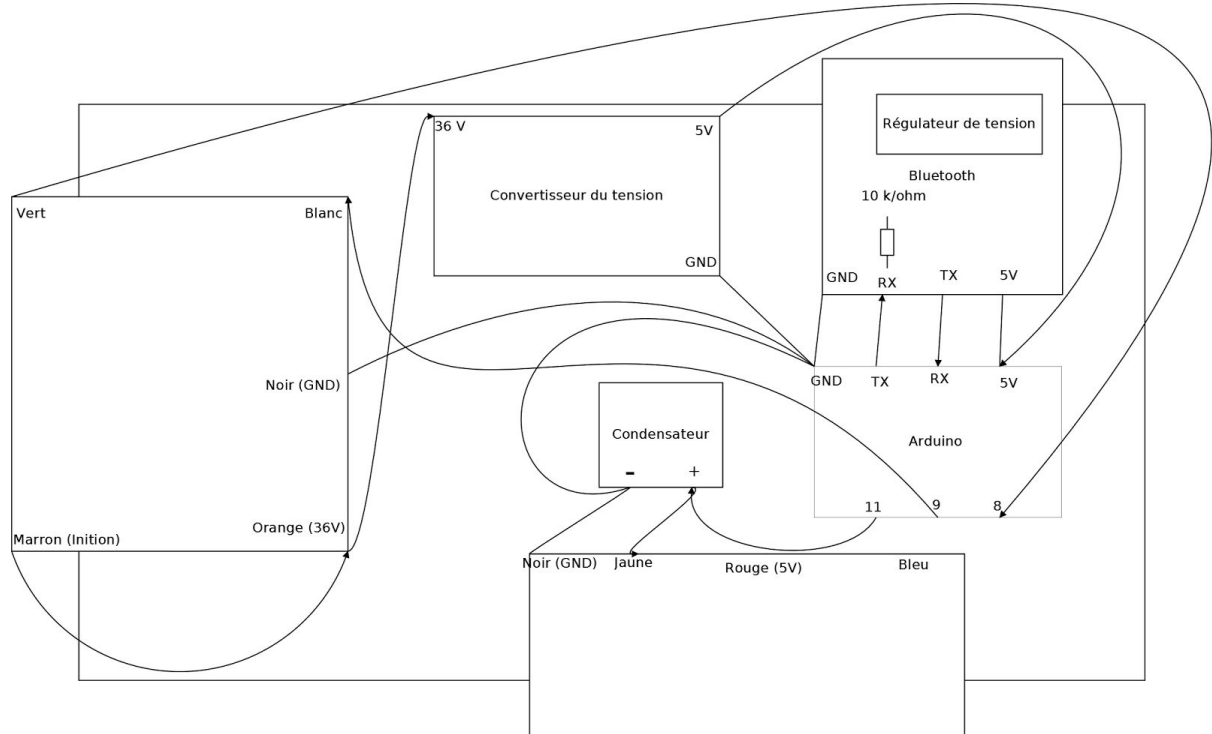 36 V
5V
Convertisseur du tension
GND
Régulateur de tension
Bluetooth
10 k/ohm
GND
RX
TX
5V
Vert
Blanc
Noir (GND)
Orange (36V)
Marron (Inition)
Condensateur
-
+
GND
TX
RX
5V
Arduino
11
9
8
Noir (GND)
Jaune
Rouge (5V)
Bleu